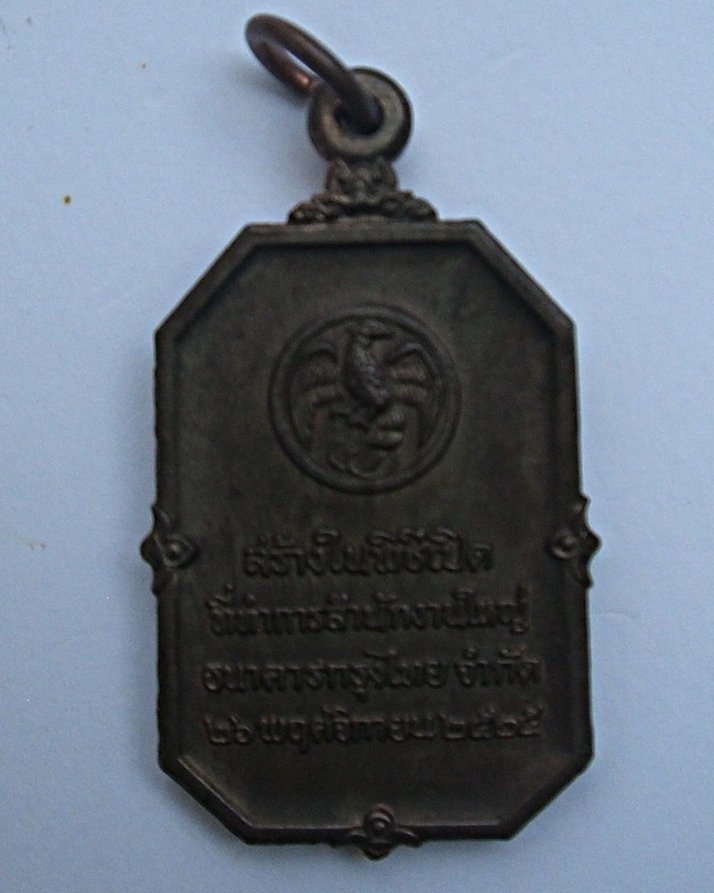 สร้างในพิธีเปิด
ที่ทำการสำนักงานใหญ่
ธนาคารกรุงไทย จำกัด
๒๖ พฤศจิกายน ๒๕๒๕